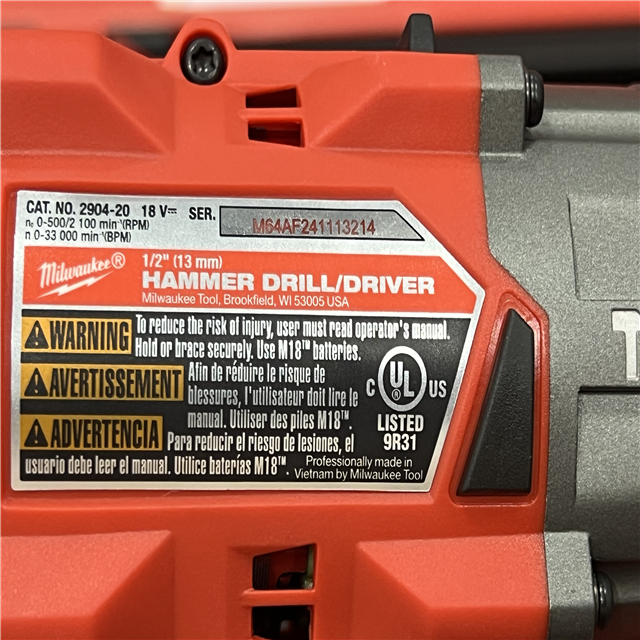 CAT. NO. 2904-20 18 V⎓ SER. M64AF241113214
n₀ 0-500/2 100 min⁻¹(RPM)
n 0-33 000 min⁻¹(BPM)
Milwaukee®
1/2" (13 mm)
HAMMER DRILL/DRIVER
Milwaukee Tool, Brookfield, WI 53005 USA
WARNING To reduce the risk of injury, user must read operator's manual.
Hold or brace securely. Use M18™ batteries.
AVERTISSEMENT Afin de réduire le risque de
blessures, l'utilisateur doit lire le
manual. Utiliser des piles M18™.
ADVERTENCIA Para reducir el riesgo de lesiones, el
usuario debe leer el manual. Utilice baterías M18™.
C UL US
LISTED
9R31
Professionally made in
Vietnam by Milwaukee Tool
T